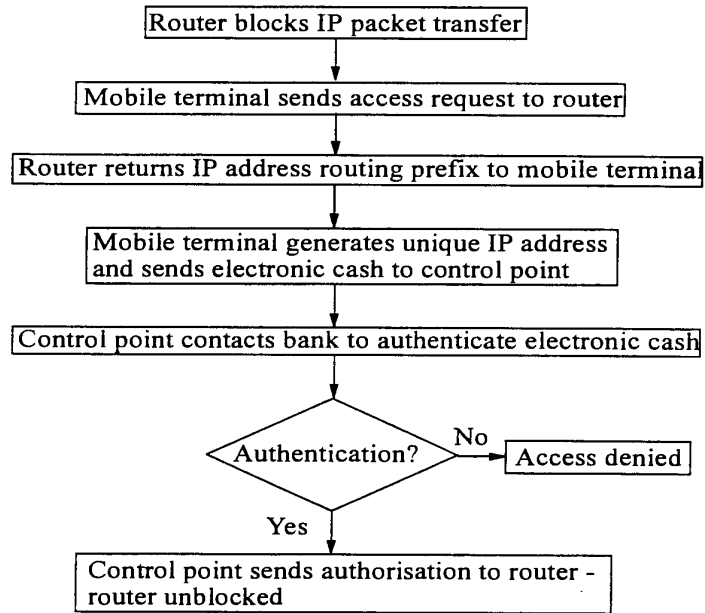 Router blocks IP packet transfer
Mobile terminal sends access request to router
Router returns IP address routing prefix to mobile terminal
Mobile terminal generates unique IP address
and sends electronic cash to control point
Control point contacts bank to authenticate electronic cash
Authentication?
No
Access denied
Yes
Control point sends authorisation to router -
router unblocked